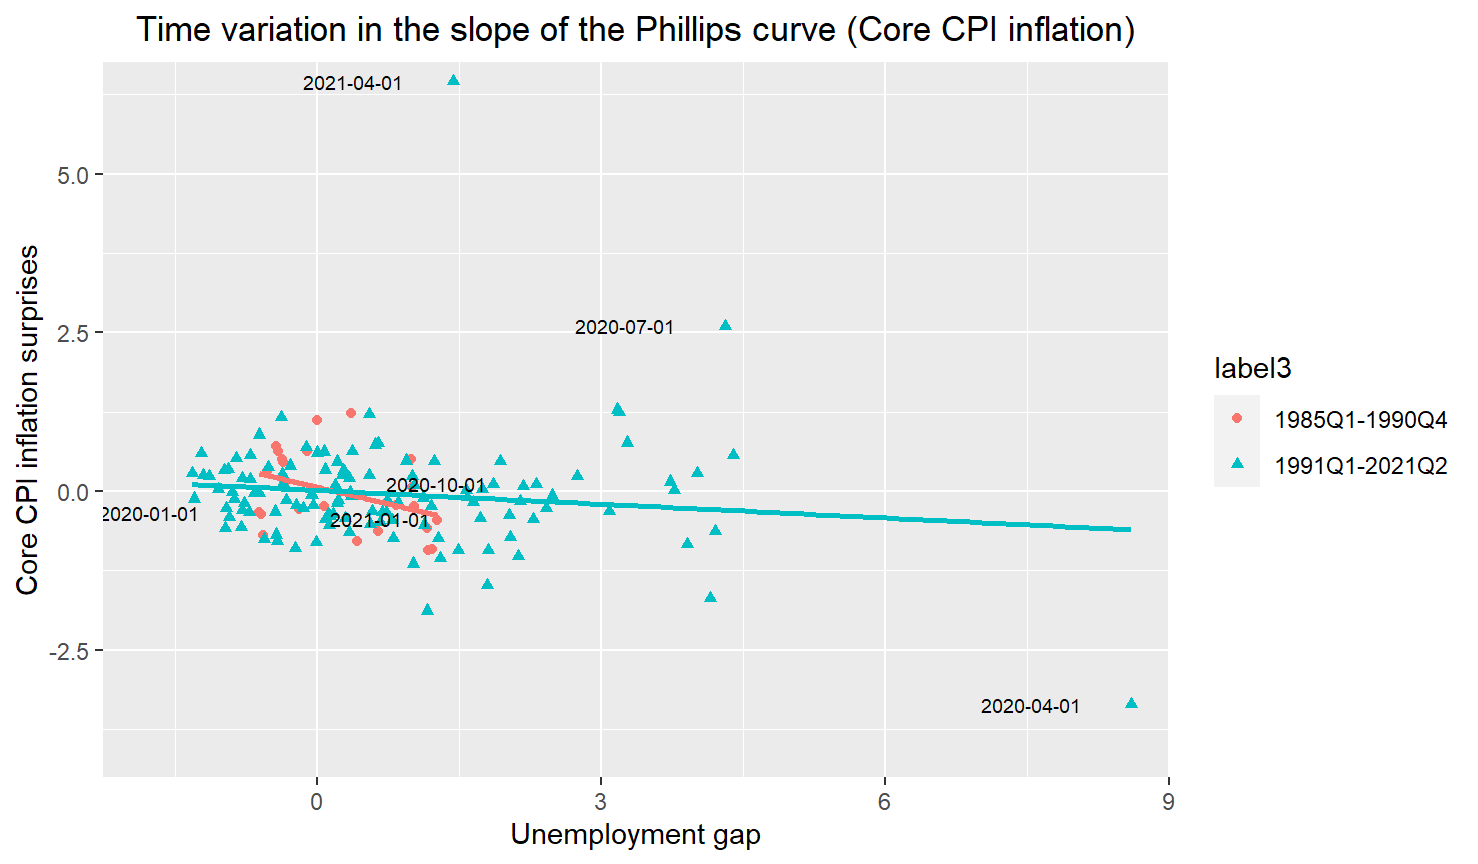 Time variation in the slope of the Phillips curve (Core CPI inflation)
2021-04-01
5.0
Core CPI inflation surprises
2020-07-01
2.5
label3
1985Q1-1990Q4
1991Q1-2021Q2
0.0
2020-10-01
2020-01-01
2021-01-01
-2.5
2020-04-01
0
3
6
9
Unemployment gap